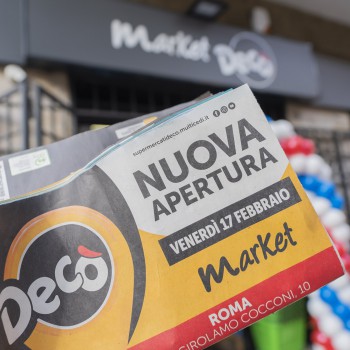 Market Decò
supermercatideco.multicedi.it
NUOVA
APERTURA
VENERDÌ 17 FEBBRAIO
Market
Decò
ROMA
GIROLAMO COCCONI, 10